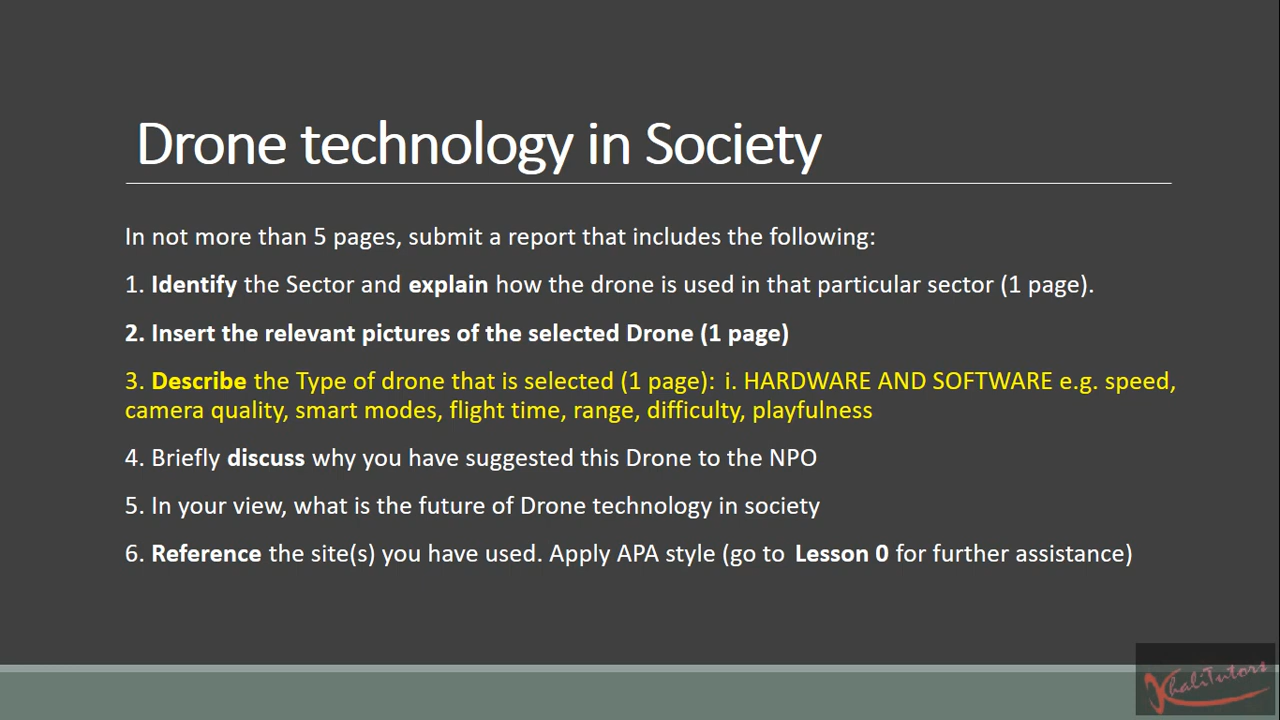 Drone technology in Society
In not more than 5 pages, submit a report that includes the following:
1. Identify the Sector and explain how the drone is used in that particular sector (1 page).
2. Insert the relevant pictures of the selected Drone (1 page)
3. Describe the Type of drone that is selected (1 page): i. HARDWARE AND SOFTWARE e.g. speed,
camera quality, smart modes, flight time, range, difficulty, playfulness
4. Briefly discuss why you have suggested this Drone to the NPO
5. In your view, what is the future of Drone technology in society
6. Reference the site(s) you have used. Apply APA style (go to Lesson 0 for further assistance)
KhaliTutors